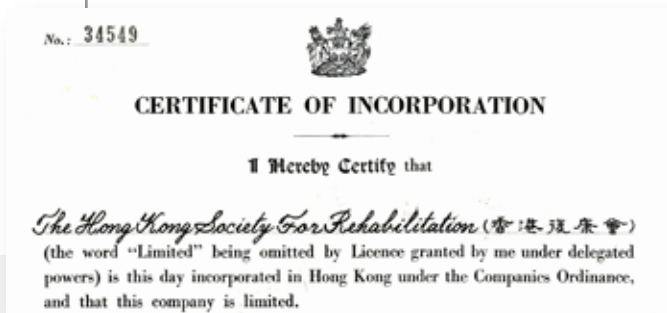 No.: 34549
CERTIFICATE OF INCORPORATION
I Hereby Certify that
The Hong Kong Society For Rehabilitation (香港復康會)
(the word “Limited” being omitted by Licence granted by me under delegated
powers) is this day incorporated in Hong Kong under the Companies Ordinance,
and that this company is limited.